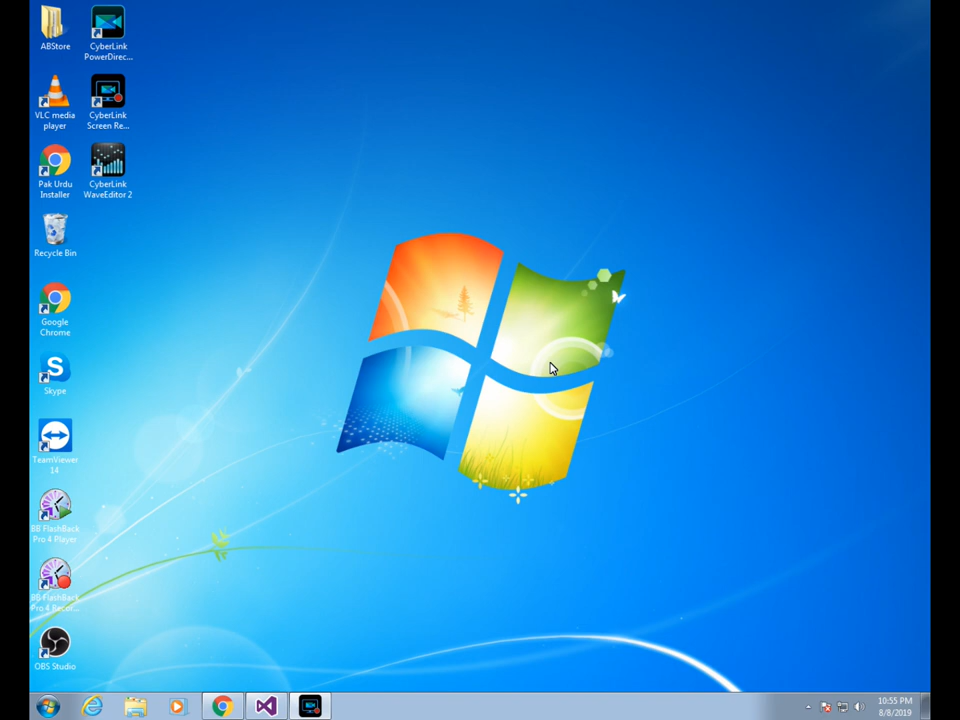 ABStore
CyberLink
PowerDirec...
VLC media
player
CyberLink
Screen Re...
Pak Urdu
Installer
CyberLink
WaveEditor 2
Recycle Bin
Google
Chrome
Skype
TeamViewer
14
BB FlashBack
Pro 4 Player
BB FlashBack
Pro 4 Recor...
OBS Studio
10:55 PM
8/8/2019